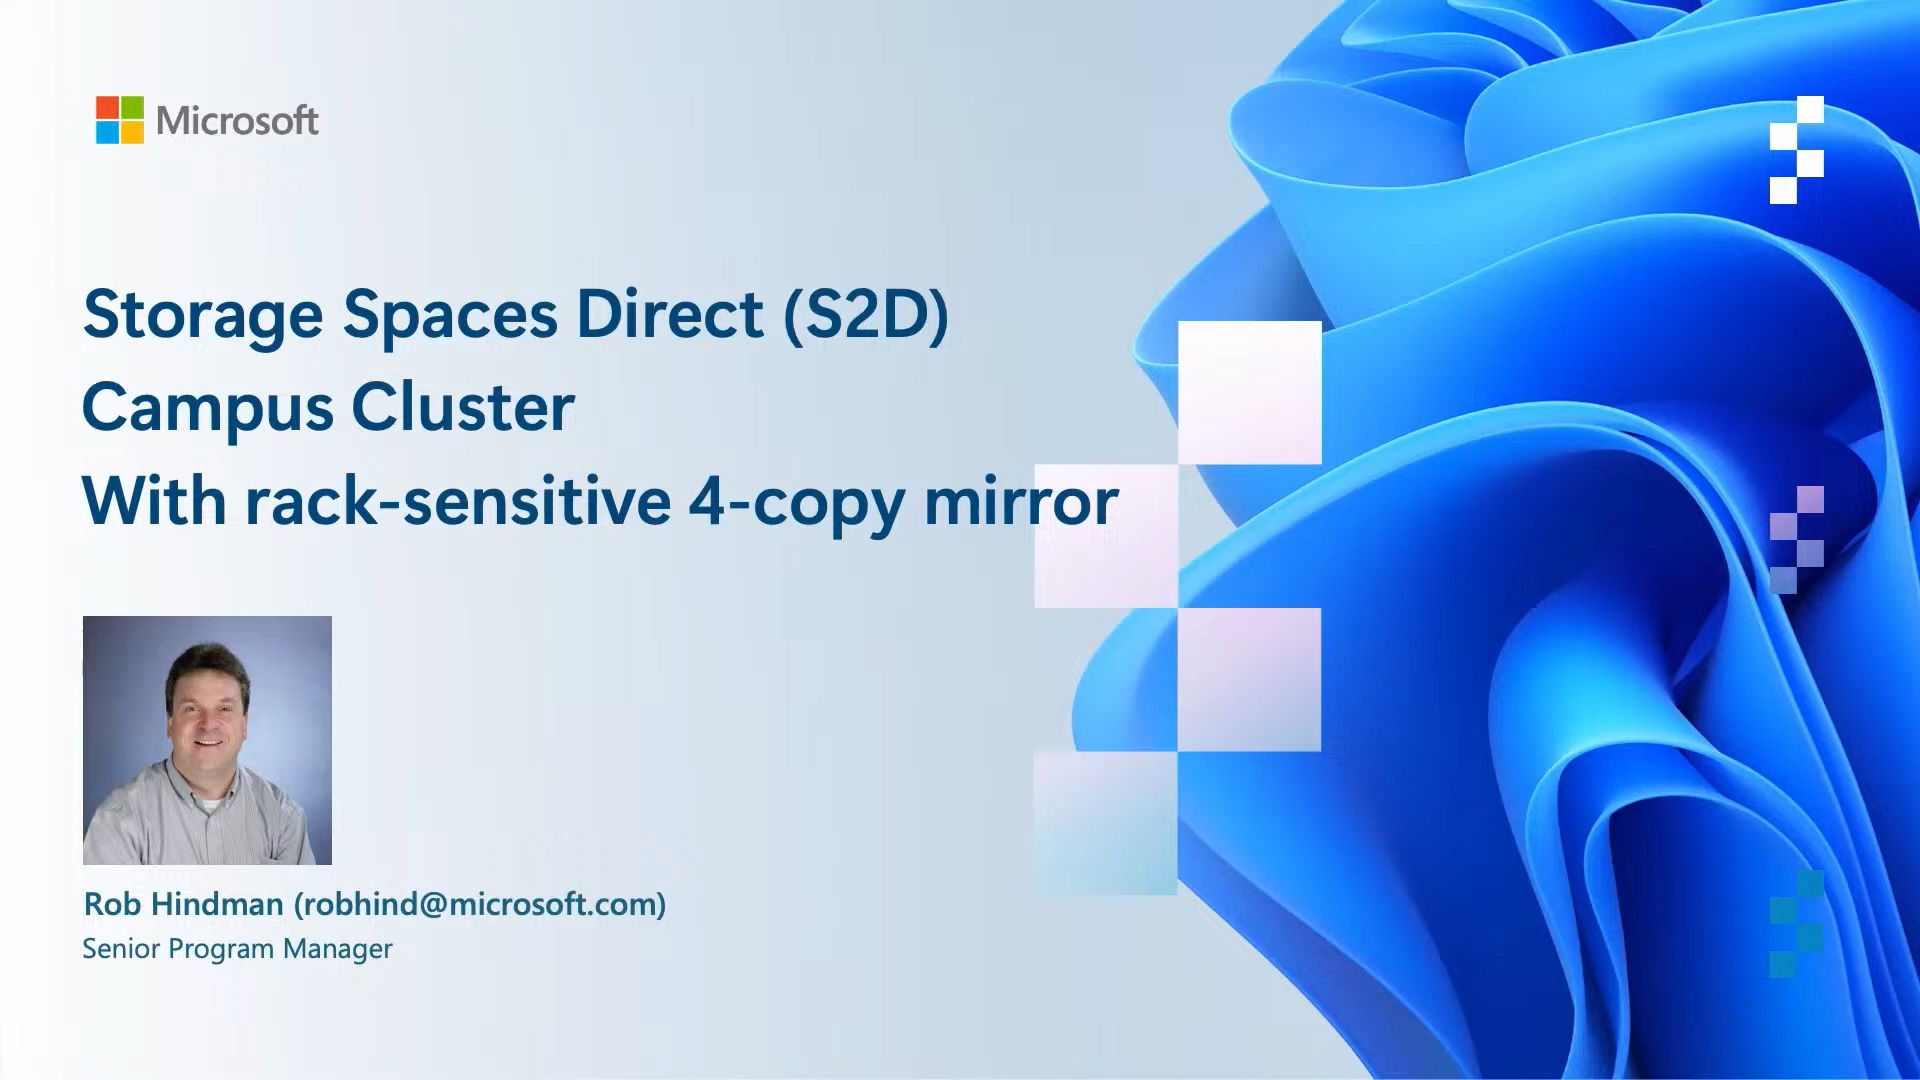 Microsoft
Storage Spaces Direct (S2D)
Campus Cluster
With rack-sensitive 4-copy mirror
Rob Hindman (robhind@microsoft.com)
Senior Program Manager